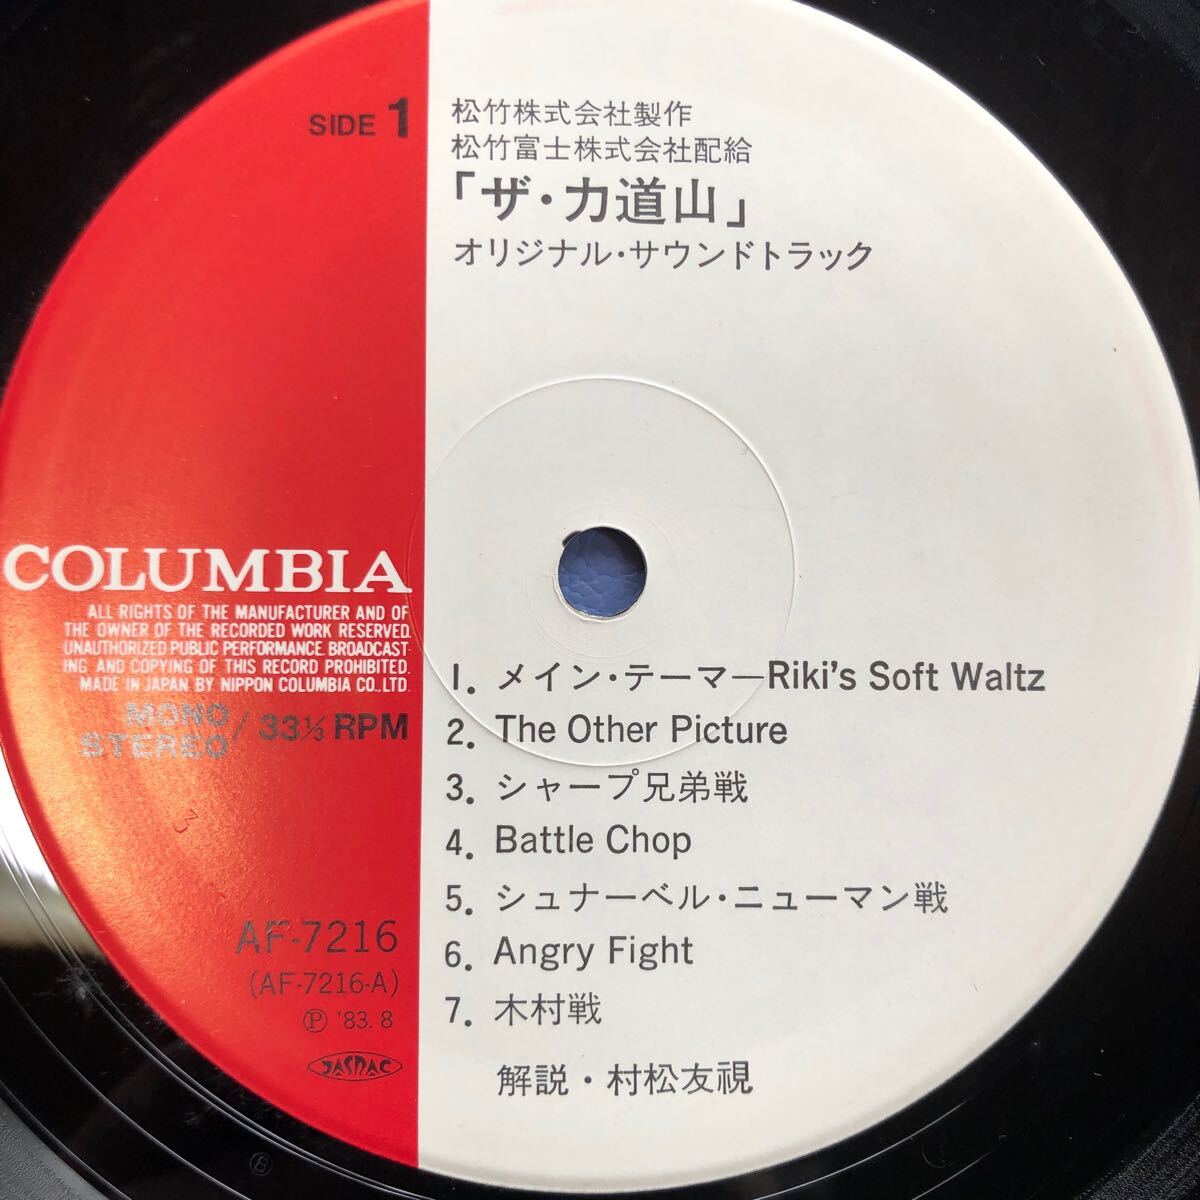 SIDE 1
松竹株式会社製作
松竹富士株式会社配給
「ザ・力道山」
オリジナル・サウンドトラック
COLUMBIA
ALL RIGHTS OF THE MANUFACTURER AND OF
THE OWNER OF THE RECORDED WORK RESERVED.
UNAUTHORIZED PUBLIC PERFORMANCE. BROADCAST-
ING AND COPYING OF THIS RECORD PROHIBITED.
MADE IN JAPAN BY NIPPON COLUMBIA CO., LTD.
MONO
STEREO / 33⅓ RPM
AF-7216
(AF-7216-A)
Ⓟ '83. 8
JASRAC
1. メイン・テーマ—Riki's Soft Waltz
2. The Other Picture
3. シャープ兄弟戦
4. Battle Chop
5. シュナーベル・ニューマン戦
6. Angry Fight
7. 木村戦
解説・村松友視